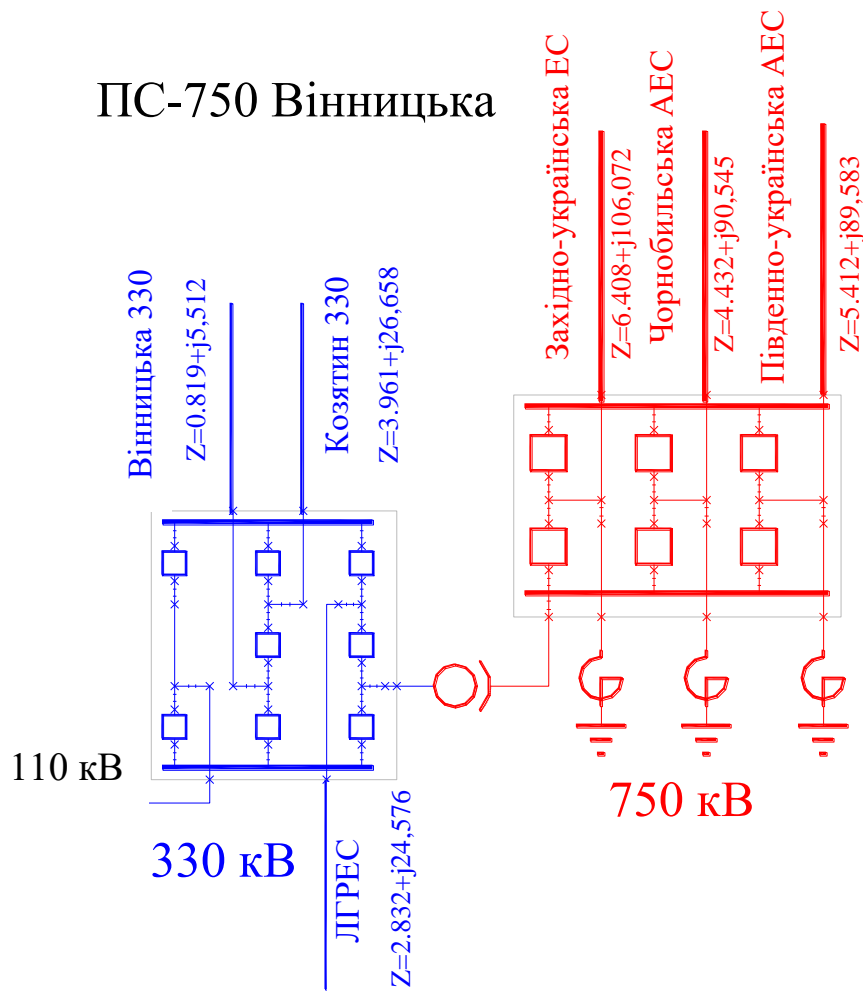 ПС-750 Вінницька
Вінницька 330
Z=0.819+j5,512
Козятин 330
Z=3.961+j26,658
Західно-українська ЕС
Z=6.408+j106,072
Чорнобильська АЕС
Z=4.432+j90,545
Південно-українська АЕС
Z=5.412+j89,583
110 кВ
330 кВ
ЛГРЕС
Z=2.832+j24,576
750 кВ